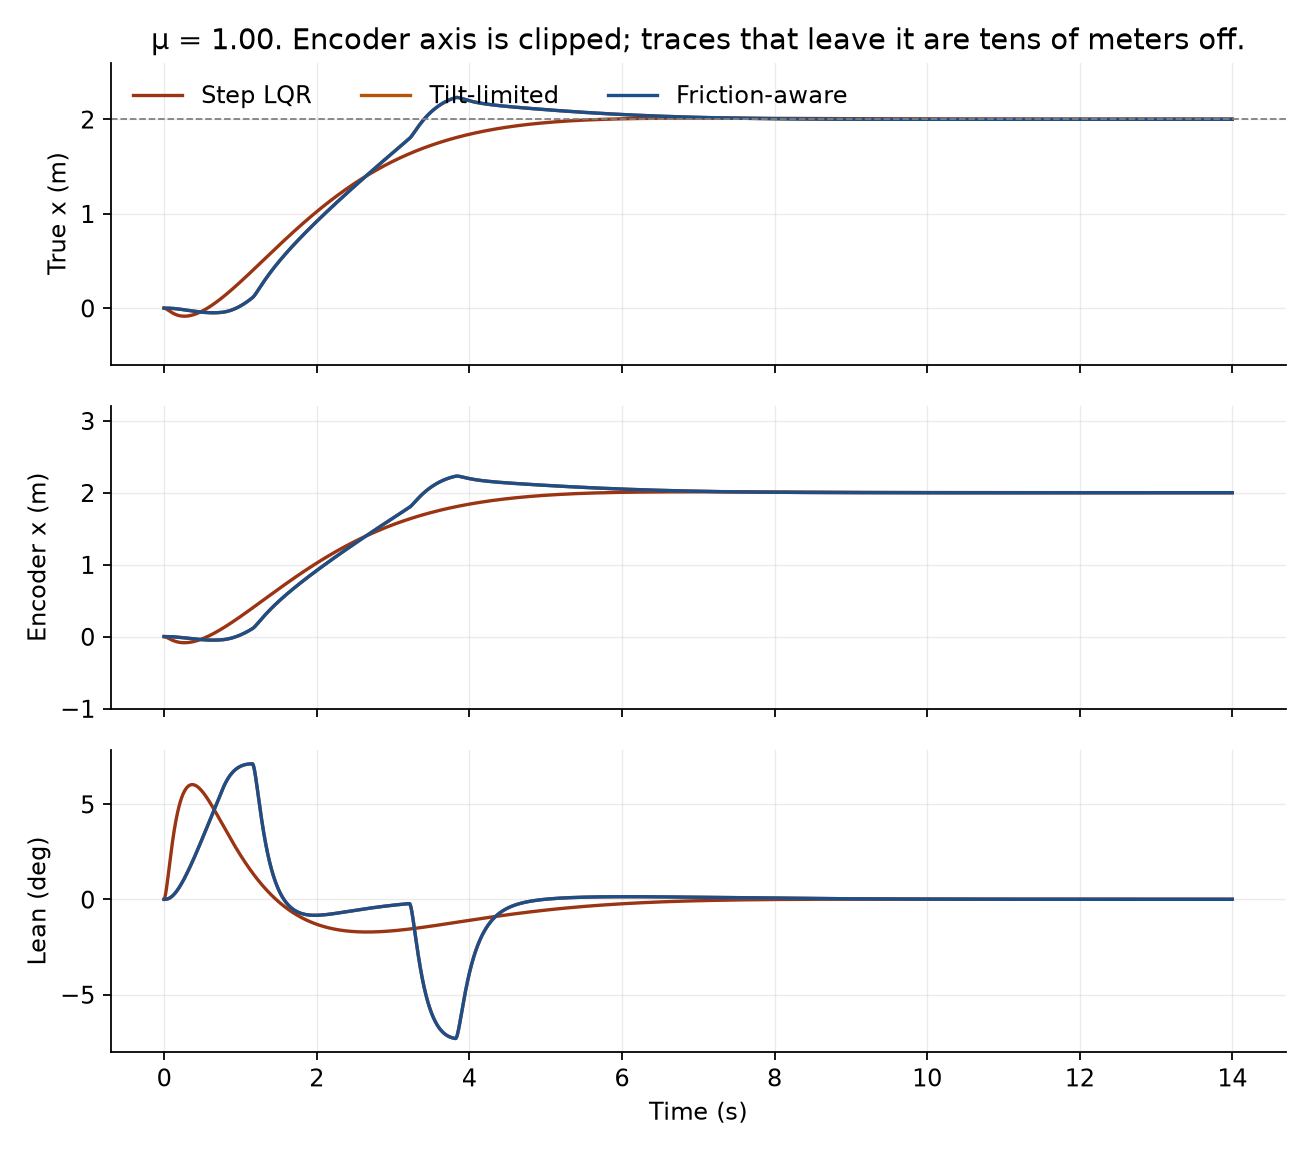 μ = 1.00. Encoder axis is clipped; traces that leave it are tens of meters off.
Step LQR Tilt-limited Friction-aware
True x (m)
2
1
0
Encoder x (m)
3
2
1
0
−1
Lean (deg)
5
0
−5
0 2 4 6 8 10 12 14
Time (s)